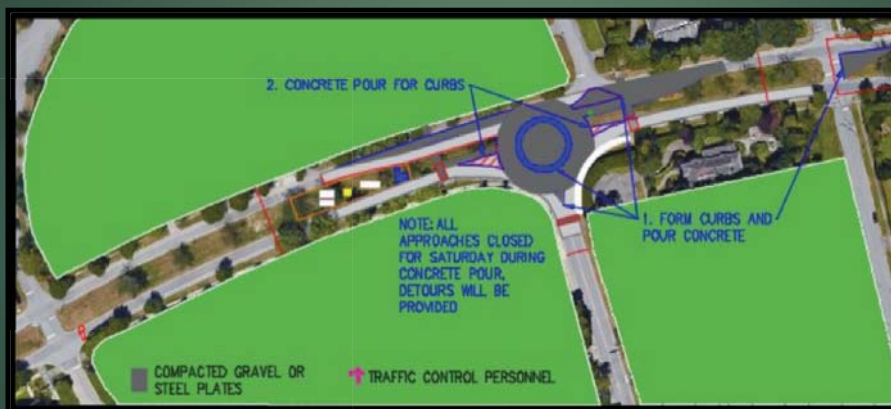 2. CONCRETE POUR FOR CURBS
NOTE: ALL
APPROACHES CLOSED
FOR SATURDAY DURING
CONCRETE POUR,
DETOURS WILL BE
PROVIDED
1. FORM CURBS AND
POUR CONCRETE
COMPACTED GRAVEL OR
STEEL PLATES
TRAFFIC CONTROL PERSONNEL